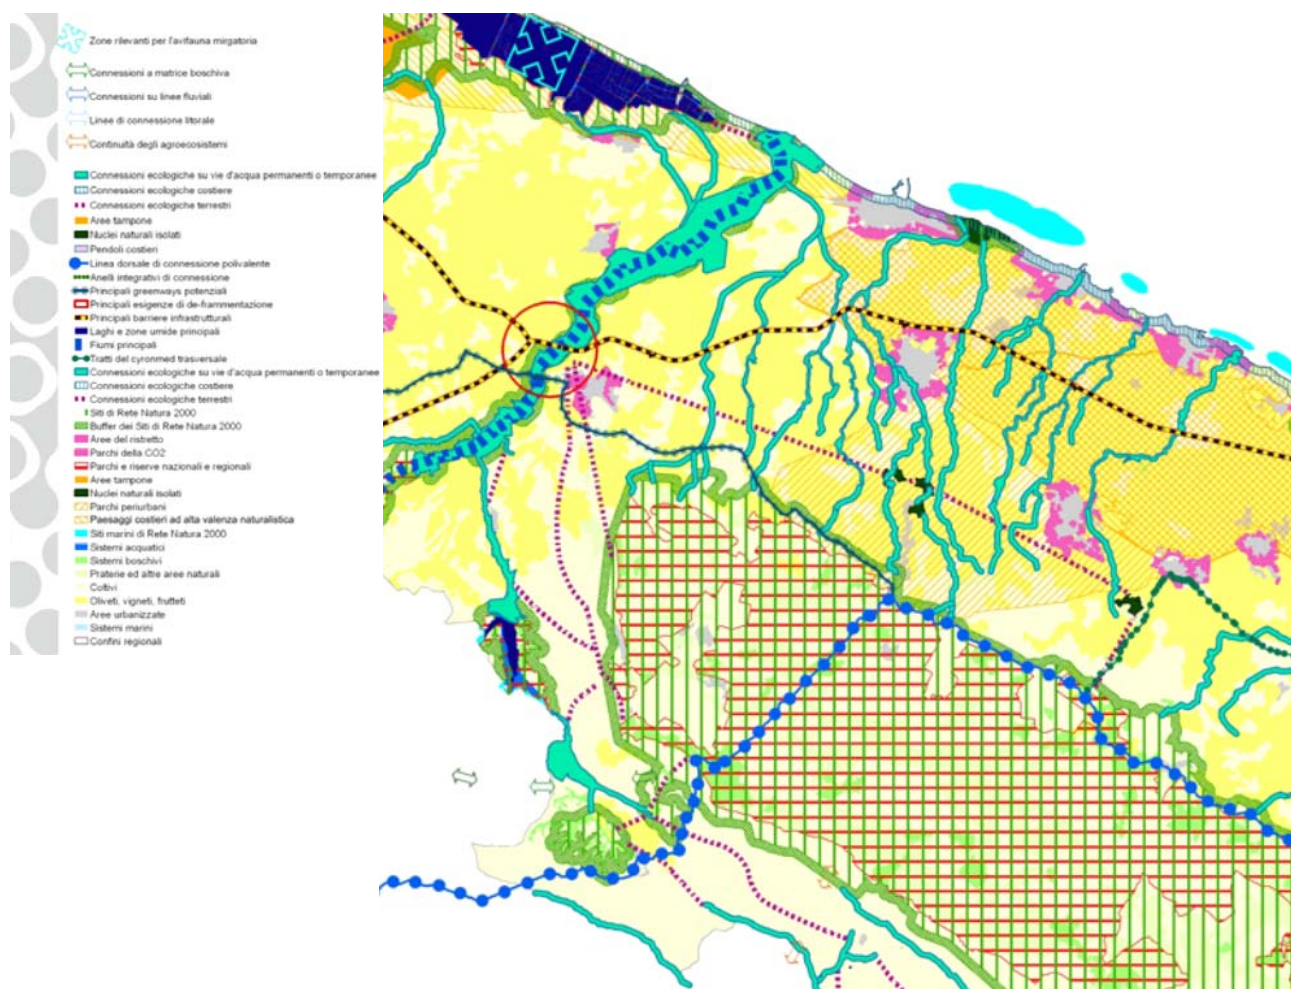 Zone rilevanti per l'avifauna mirgatoria
Connessioni a matrice boschiva
Connessioni su linee fluviali
Linee di connessione litorale
Continuità degli agroecosistemi
Connessioni ecologiche su vie d'acqua permanenti o temporanee
Connessioni ecologiche costiere
Connessioni ecologiche terrestri
Aree tampone
Nuclei naturali isolati
Pendoli costieri
Linea dorsale di connessione polivalente
Anelli integrativi di connessione
Principali greenways potenziali
Principali esigenze di de-frammentazione
Principali barriere infrastrutturali
Laghi e zone umide principali
Fiumi principali
Tratti del cyronmed trasversale
Connessioni ecologiche su vie d'acqua permanenti o temporanee
Connessioni ecologiche costiere
Connessioni ecologiche terrestri
Siti di Rete Natura 2000
Buffer dei Siti di Rete Natura 2000
Aree del ristretto
Parchi della CO2
Parchi e riserve nazionali e regionali
Aree tampone
Nuclei naturali isolati
Parchi periurbani
Paesaggi costieri ad alta valenza naturalistica
Siti marini di Rete Natura 2000
Sistemi acquatici
Sistemi boschivi
Praterie ed altre aree naturali
Coltivi
Oliveti, vigneti, frutteti
Aree urbanizzate
Sistemi marini
Confini regionali